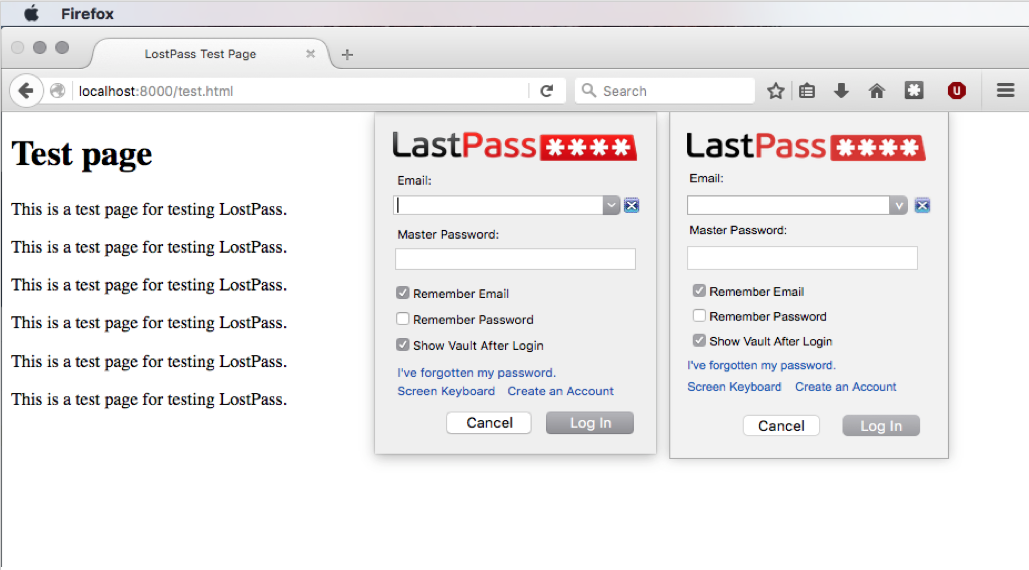 Firefox
LostPass Test Page
localhost:8000/test.html
Search
Test page
This is a test page for testing LostPass.
This is a test page for testing LostPass.
This is a test page for testing LostPass.
This is a test page for testing LostPass.
This is a test page for testing LostPass.
This is a test page for testing LostPass.
LastPass ****
Email:
Master Password:
Remember Email
Remember Password
Show Vault After Login
I've forgotten my password.
Screen Keyboard Create an Account
Cancel Log In
LastPass ****
Email:
Master Password:
Remember Email
Remember Password
Show Vault After Login
I've forgotten my password.
Screen Keyboard Create an Account
Cancel Log In